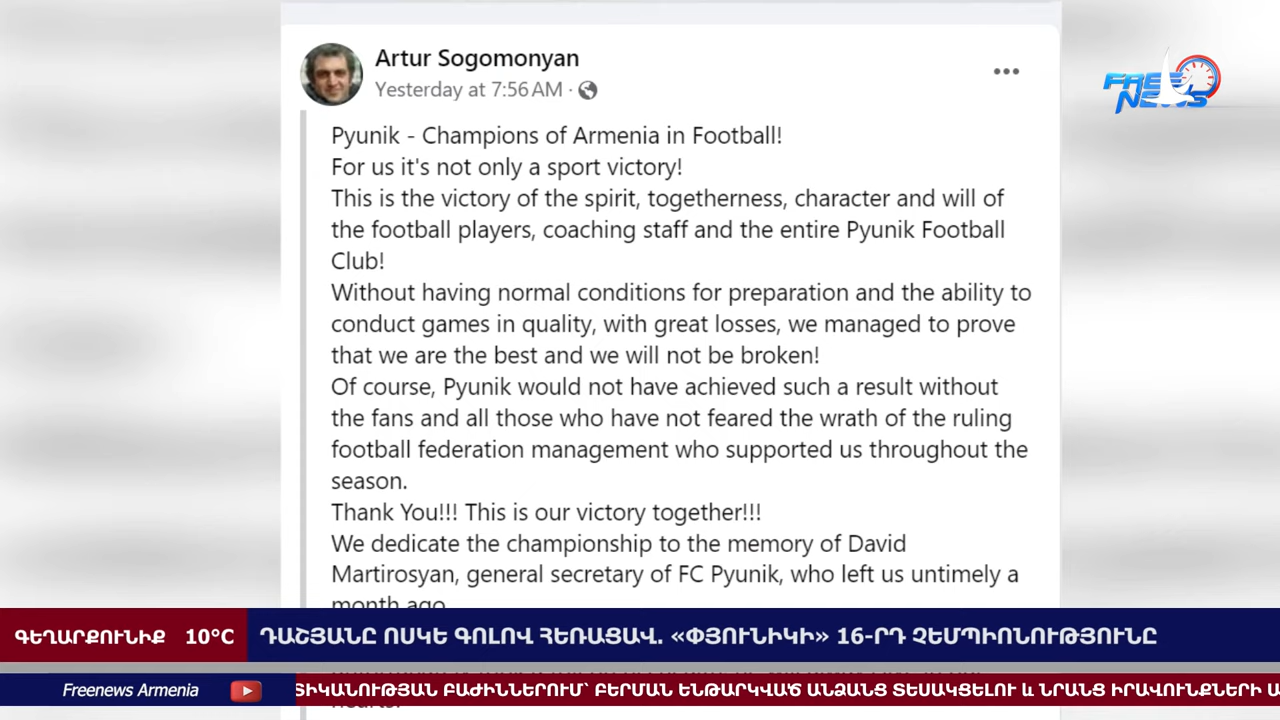 Artur Sogomonyan
Yesterday at 7:56 AM ·
FREE
NEWS
Pyunik - Champions of Armenia in Football!
For us it's not only a sport victory!
This is the victory of the spirit, togetherness, character and will of
the football players, coaching staff and the entire Pyunik Football
Club!
Without having normal conditions for preparation and the ability to
conduct games in quality, with great losses, we managed to prove
that we are the best and we will not be broken!
Of course, Pyunik would not have achieved such a result without
the fans and all those who have not feared the wrath of the ruling
football federation management who supported us throughout the
season.
Thank You!!! This is our victory together!!!
We dedicate the championship to the memory of David
Martirosyan, general secretary of FC Pyunik, who left us untimely a
month ago
ԳԵՂԱՐՔՈՒՆԻՔ 10°C ԴԱՇՅԱՆԸ ՈՍԿԵ ԳՈԼՈՎ ՀԵՌԱՑԱՎ. «ՓՅՈՒՆԻԿԻ» 16-ՐԴ ՉԵՄՊԻՈՆՈՒԹՅՈՒՆԸ
Freenews Armenia ՏԻԿԱՆՈՒԹՅԱՆ ԲԱԺԻՆՆԵՐՈՒՄ՝ ԲԵՐՄԱՆ ԵՆԹԱՐԿՎԱԾ ԱՆՁԱՆՑ ՏԵՍԱԿՑԵԼՈՒ և ՆՐԱՆՑ ԻՐԱՎՈՒՆՔՆԵՐԻ Ա
hearts.